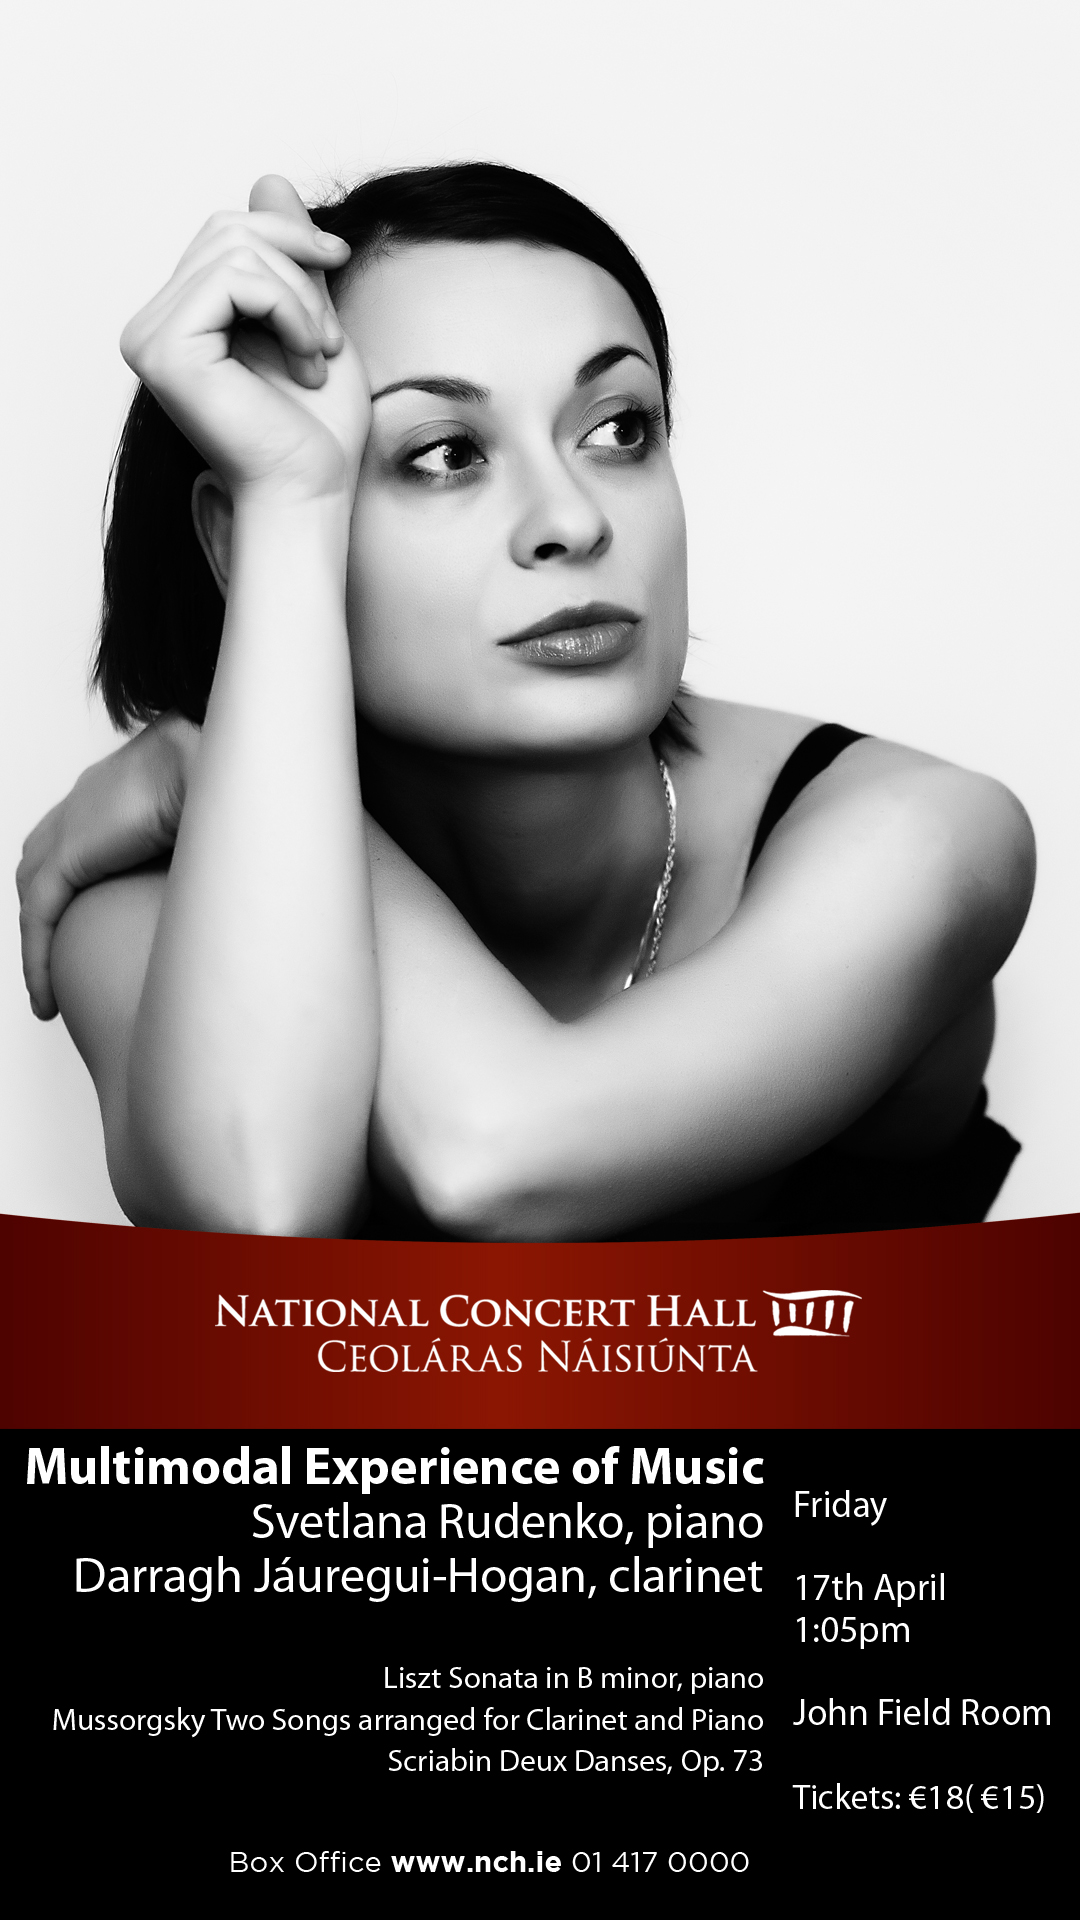 NATIONAL CONCERT HALL
CEOLÁRAS NÁISIÚNTA
Multimodal Experience of Music
Svetlana Rudenko, piano
Darragh Jáuregui-Hogan, clarinet
Liszt Sonata in B minor, piano
Mussorgsky Two Songs arranged for Clarinet and Piano
Scriabin Deux Danses, Op. 73
Friday
17th April
1:05pm
John Field Room
Tickets: €18( €15)
Box Office www.nch.ie 01 417 0000